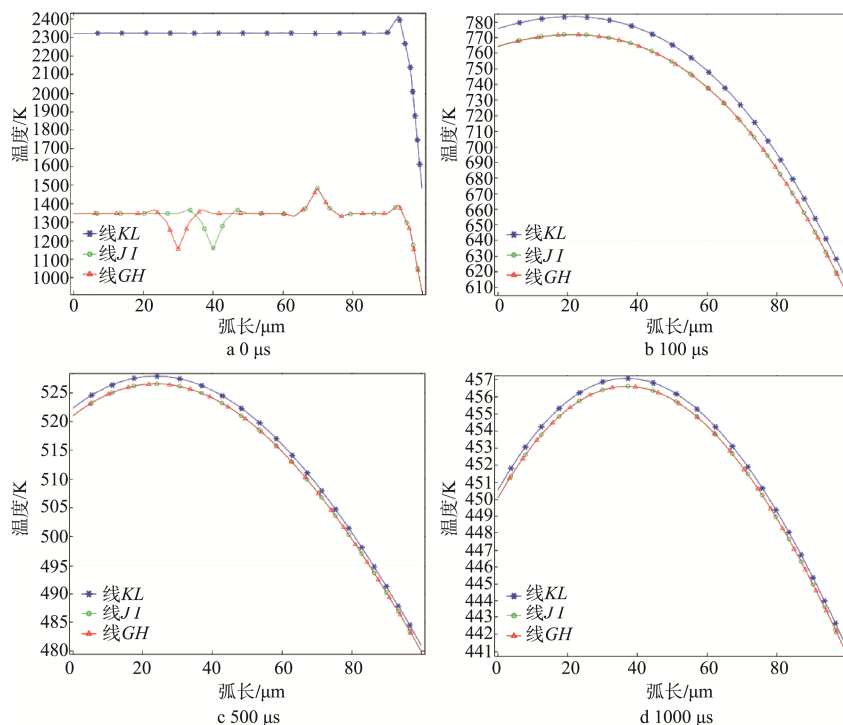 2400
2300
2200
2100
2000
1900
1800
1700
1600
1500
1400
1300
1200
1100
1000
温度/K
线KL
线JI
线GH
0 20 40 60 80
弧长/μm
a 0 μs
780
770
760
750
740
730
720
710
700
690
680
670
660
650
640
630
620
610
温度/K
线KL
线JI
线GH
0 20 40 60 80
弧长/μm
b 100 μs
525
520
515
510
505
500
495
490
485
480
温度/K
线KL
线JI
线GH
0 20 40 60 80
弧长/μm
c 500 μs
457
456
455
454
453
452
451
450
449
448
447
446
445
444
443
442
441
温度/K
线KL
线JI
线GH
0 20 40 60 80
弧长/μm
d 1000 μs